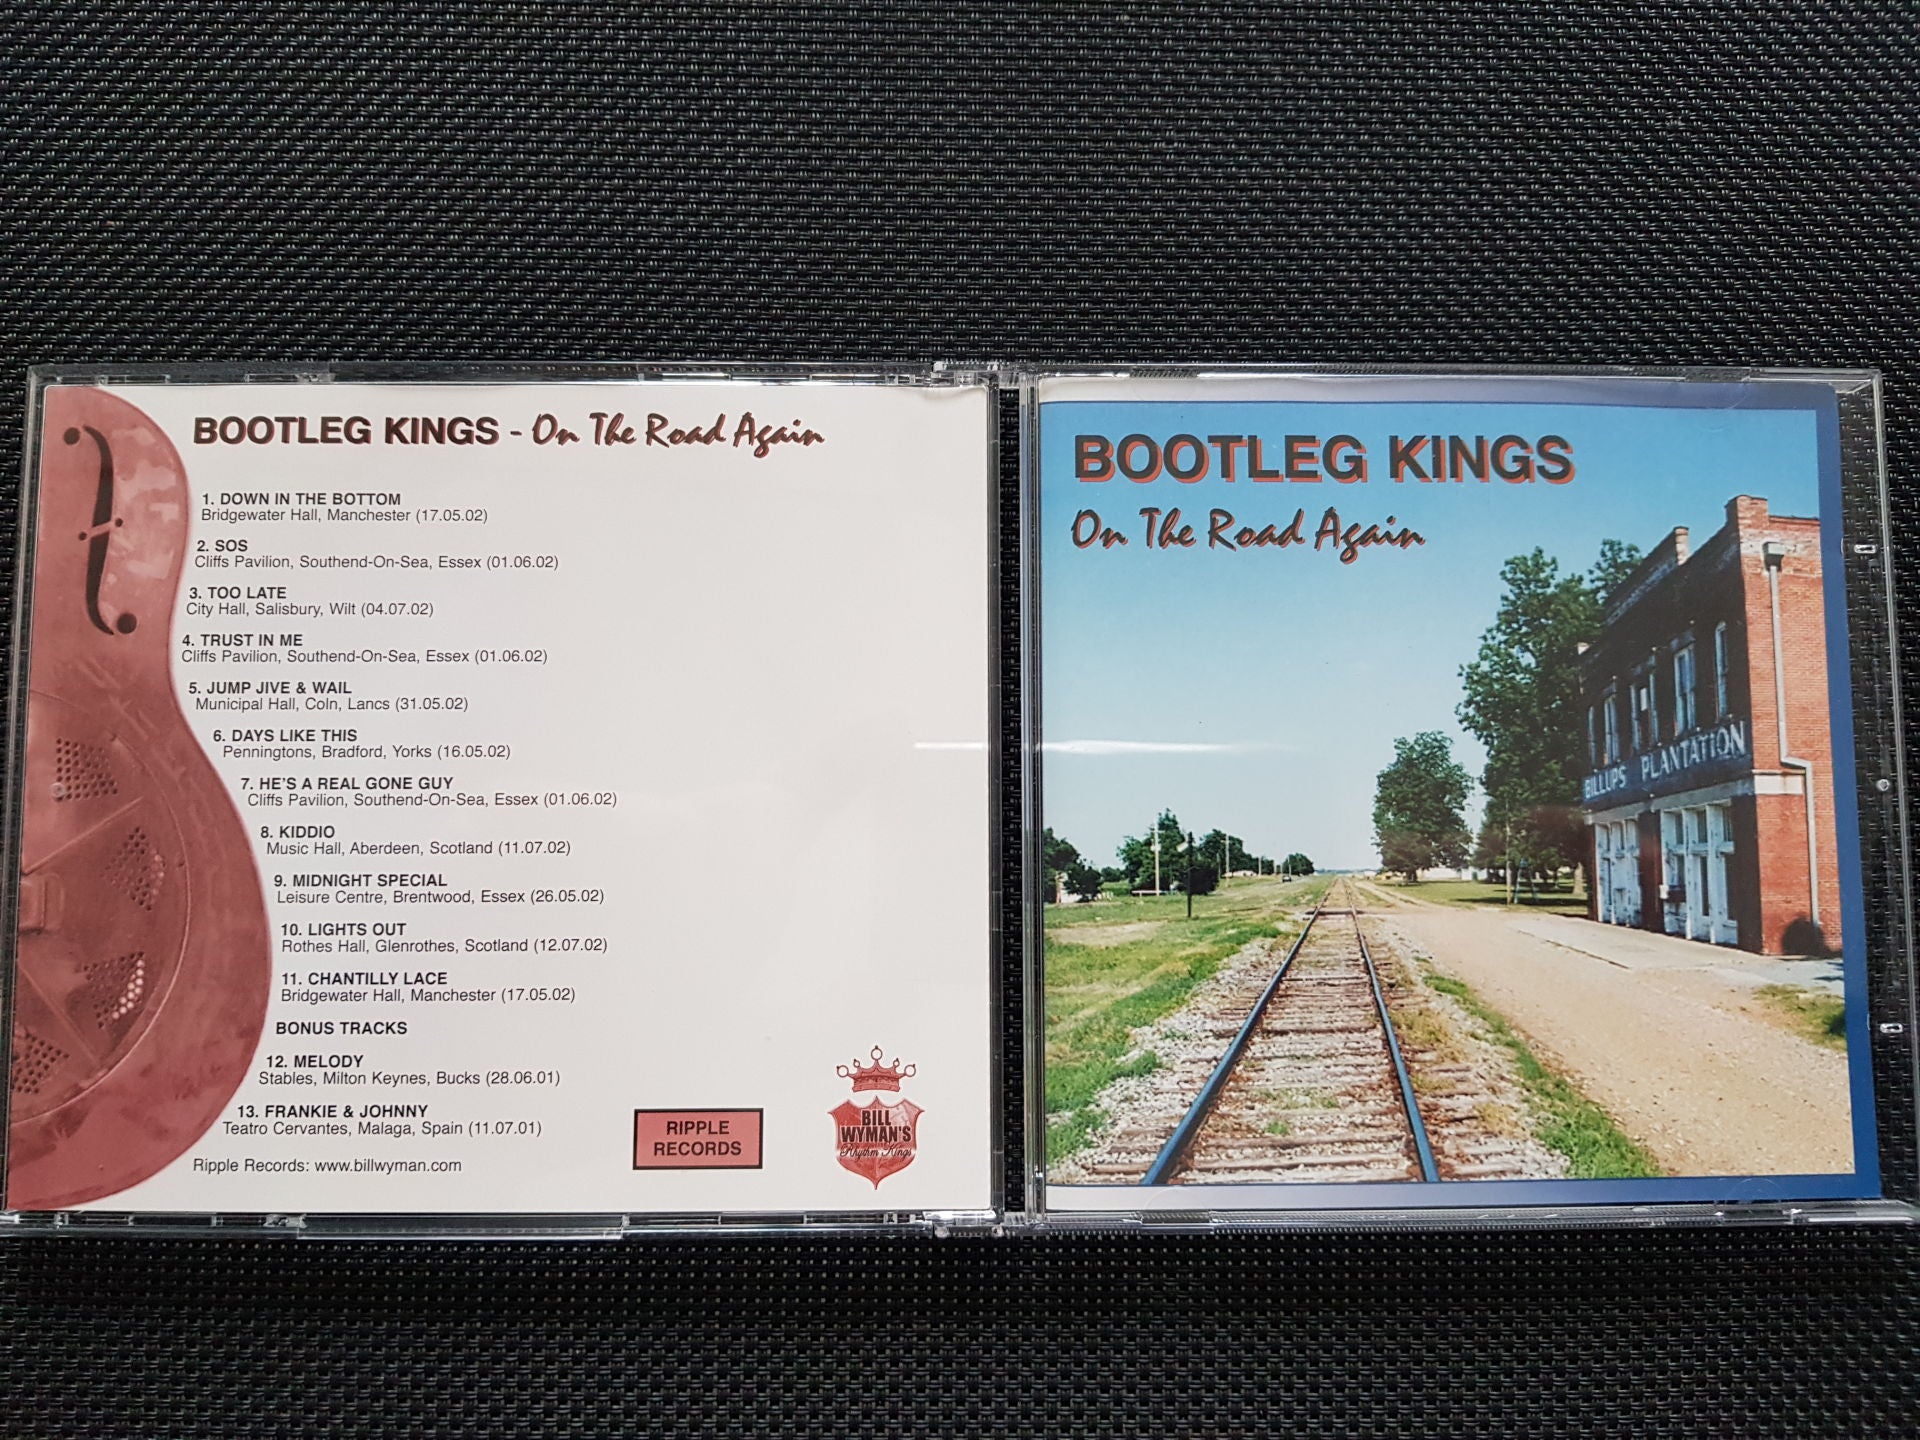 BOOTLEG KINGS - On The Road Again
1. DOWN IN THE BOTTOM
Bridgewater Hall, Manchester (17.05.02)
2. SOS
Cliffs Pavilion, Southend-On-Sea, Essex (01.06.02)
3. TOO LATE
City Hall, Salisbury, Wilt (04.07.02)
4. TRUST IN ME
Cliffs Pavilion, Southend-On-Sea, Essex (01.06.02)
5. JUMP JIVE & WAIL
Municipal Hall, Coln, Lancs (31.05.02)
6. DAYS LIKE THIS
Penningtons, Bradford, Yorks (16.05.02)
7. HE'S A REAL GONE GUY
Cliffs Pavilion, Southend-On-Sea, Essex (01.06.02)
8. KIDDIO
Music Hall, Aberdeen, Scotland (11.07.02)
9. MIDNIGHT SPECIAL
Leisure Centre, Brentwood, Essex (26.05.02)
10. LIGHTS OUT
Rothes Hall, Glenrothes, Scotland (12.07.02)
11. CHANTILLY LACE
Bridgewater Hall, Manchester (17.05.02)
BONUS TRACKS
12. MELODY
Stables, Milton Keynes, Bucks (28.06.01)
13. FRANKIE & JOHNNY
Teatro Cervantes, Malaga, Spain (11.07.01)
Ripple Records: www.billwyman.com
RIPPLE
RECORDS
BILL
WYMAN'S
Rhythm Kings
BOOTLEG KINGS
On The Road Again
BILLUPS PLANTATION